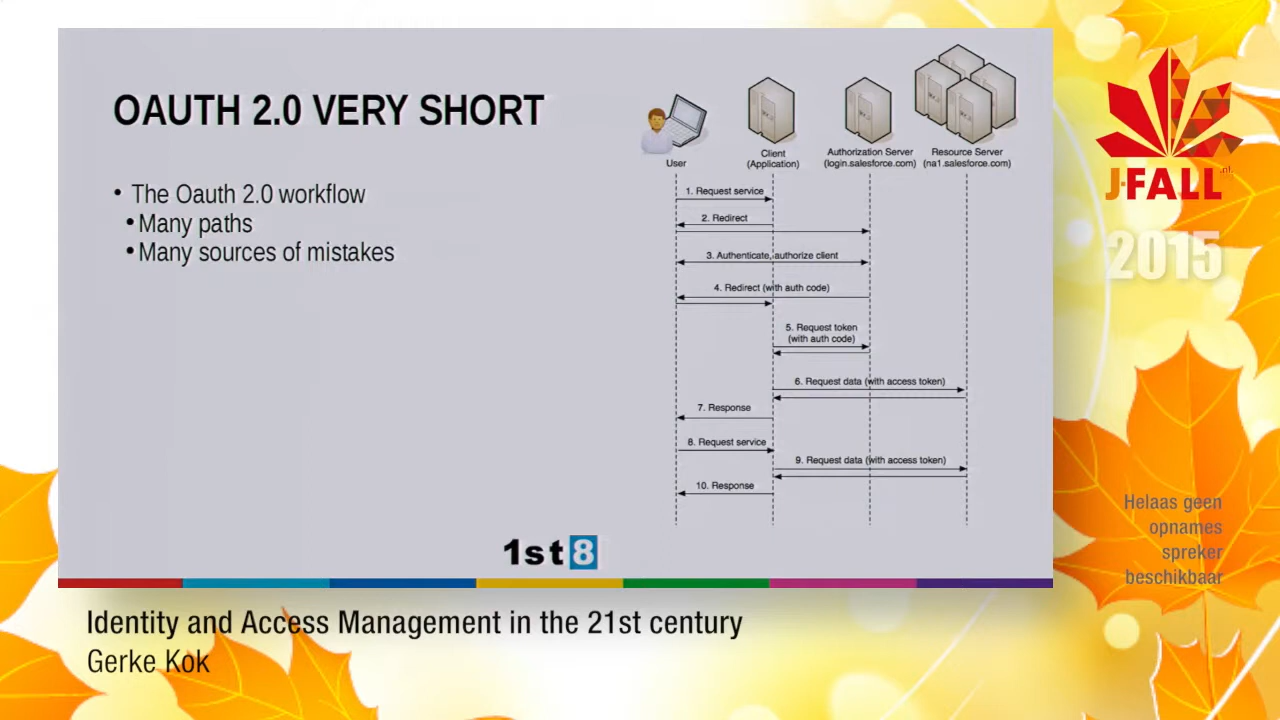 OAUTH 2.0 VERY SHORT
• The Oauth 2.0 workflow
• Many paths
• Many sources of mistakes
User
Client
(Application)
Authorization Server
(login.salesforce.com)
Resource Server
(na1.salesforce.com)
1. Request service
2. Redirect
3. Authenticate, authorize client
4. Redirect (with auth code)
5. Request token
(with auth code)
6. Request data (with access token)
7. Response
8. Request service
9. Request data (with access token)
10. Response
1st8
J-FALL
.nl
2015
Helaas geen
opnames
spreker
beschikbaar
Identity and Access Management in the 21st century
Gerke Kok